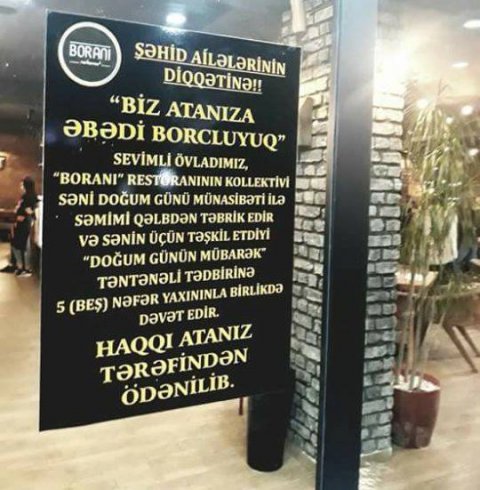 BORANI
restaurant
ŞƏHİD AİLƏLƏRİNİN
DİQQƏTİNƏ!!
“BİZ ATANIZA
ƏBƏDİ BORCLUYUQ”
SEVİMLİ ÖVLADIMIZ,
“BORANI” RESTORANININ KOLLEKTİVİ
SƏNİ DOĞUM GÜNÜ MÜNASİBƏTİ İLƏ
SƏMİMİ QƏLBDƏN TƏBRİK EDİR
VƏ SƏNİN ÜÇÜN TƏŞKİL ETDİYİ
“DOĞUM GÜNÜN MÜBARƏK”
TƏNTƏNƏLİ TƏDBİRİNƏ
5 (BEŞ) NƏFƏR YAXININLA BİRLİKDƏ
DƏVƏT EDİR.
HAQQI ATANIZ
TƏRƏFİNDƏN
ÖDƏNİLİB.